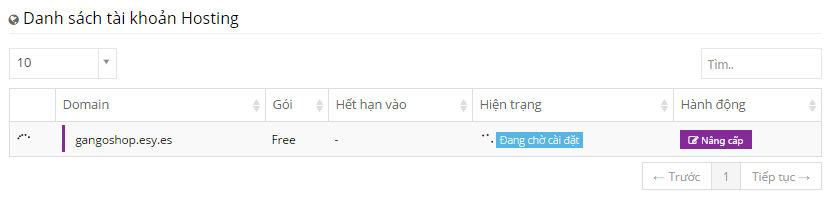 Danh sách tài khoản Hosting
10
Tìm..
Domain Gói Hết hạn vào Hiện trạng Hành động
gangoshop.esy.es Free - Đang chờ cài đặt Nâng cấp
← Trước 1 Tiếp tục →